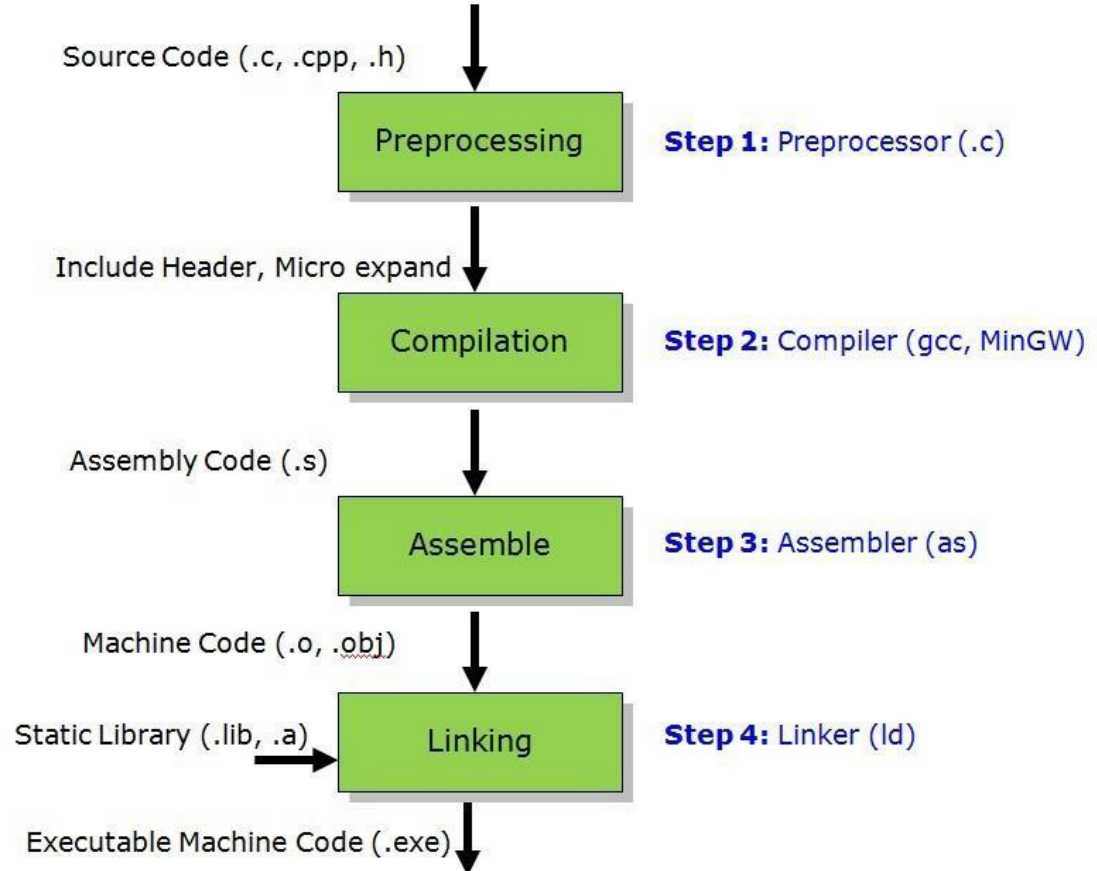 Source Code (.c, .cpp, .h)
Preprocessing
Step 1: Preprocessor (.c)
Include Header, Micro expand
Compilation
Step 2: Compiler (gcc, MinGW)
Assembly Code (.s)
Assemble
Step 3: Assembler (as)
Machine Code (.o, .obj)
Static Library (.lib, .a)
Linking
Step 4: Linker (ld)
Executable Machine Code (.exe)